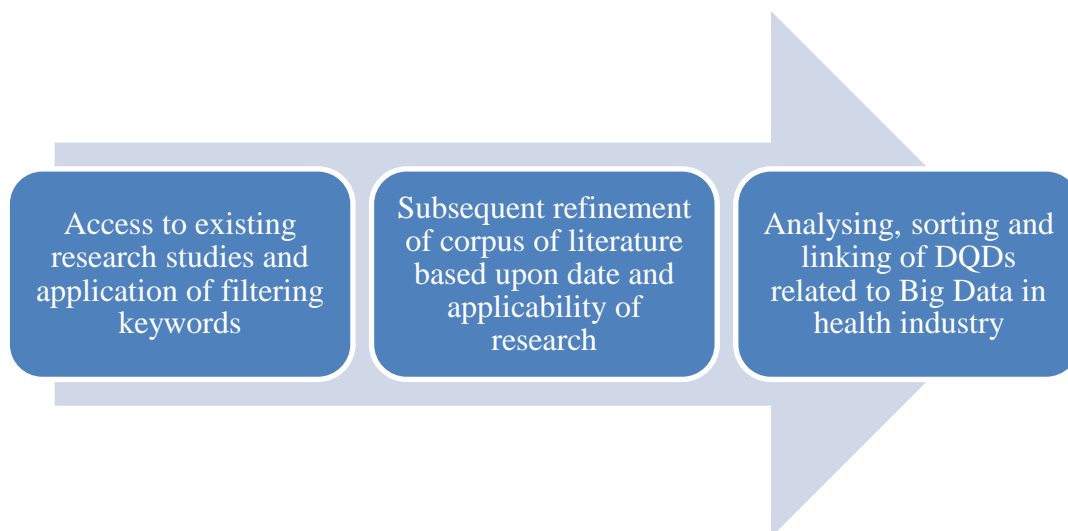 Access to existing
research studies and
application of filtering
keywords
Subsequent refinement
of corpus of literature
based upon date and
applicability of
research
Analysing, sorting and
linking of DQDs
related to Big Data in
health industry